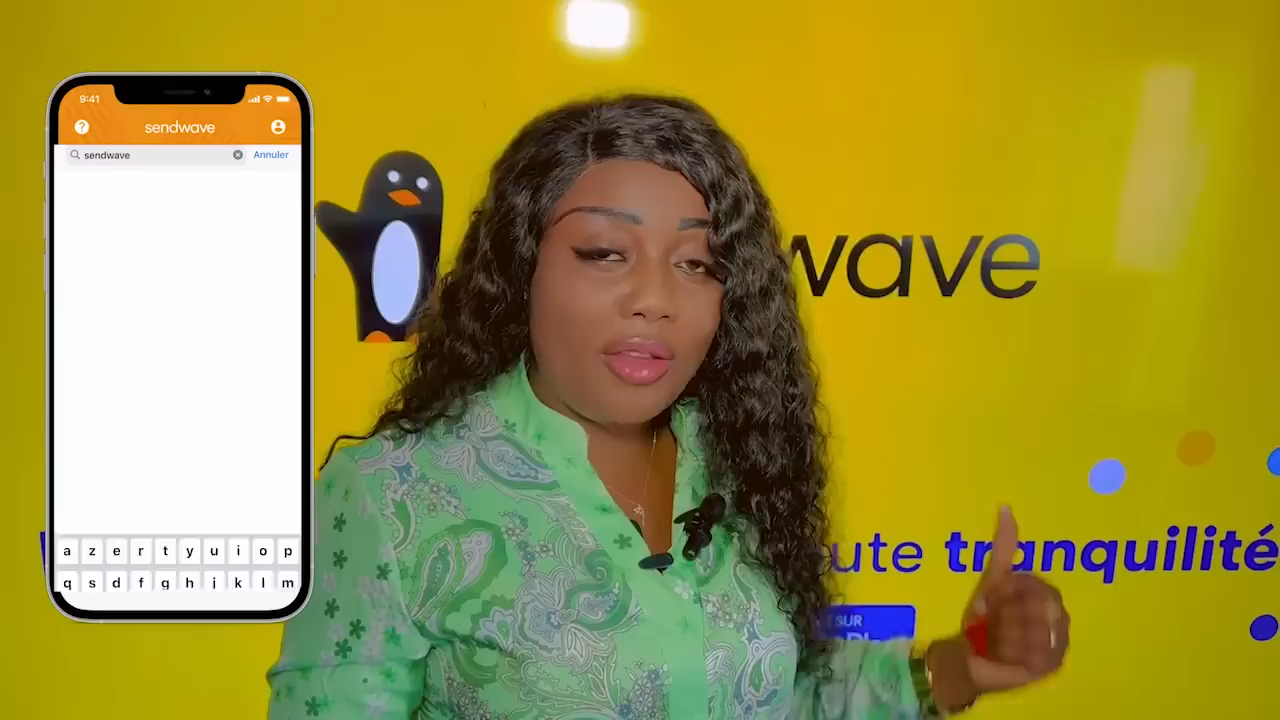 9:41
sendwave
sendwave
Annuler
a z e r t y u i o p
q s d f g h j k l m
wave
ute tranquilité
SUR